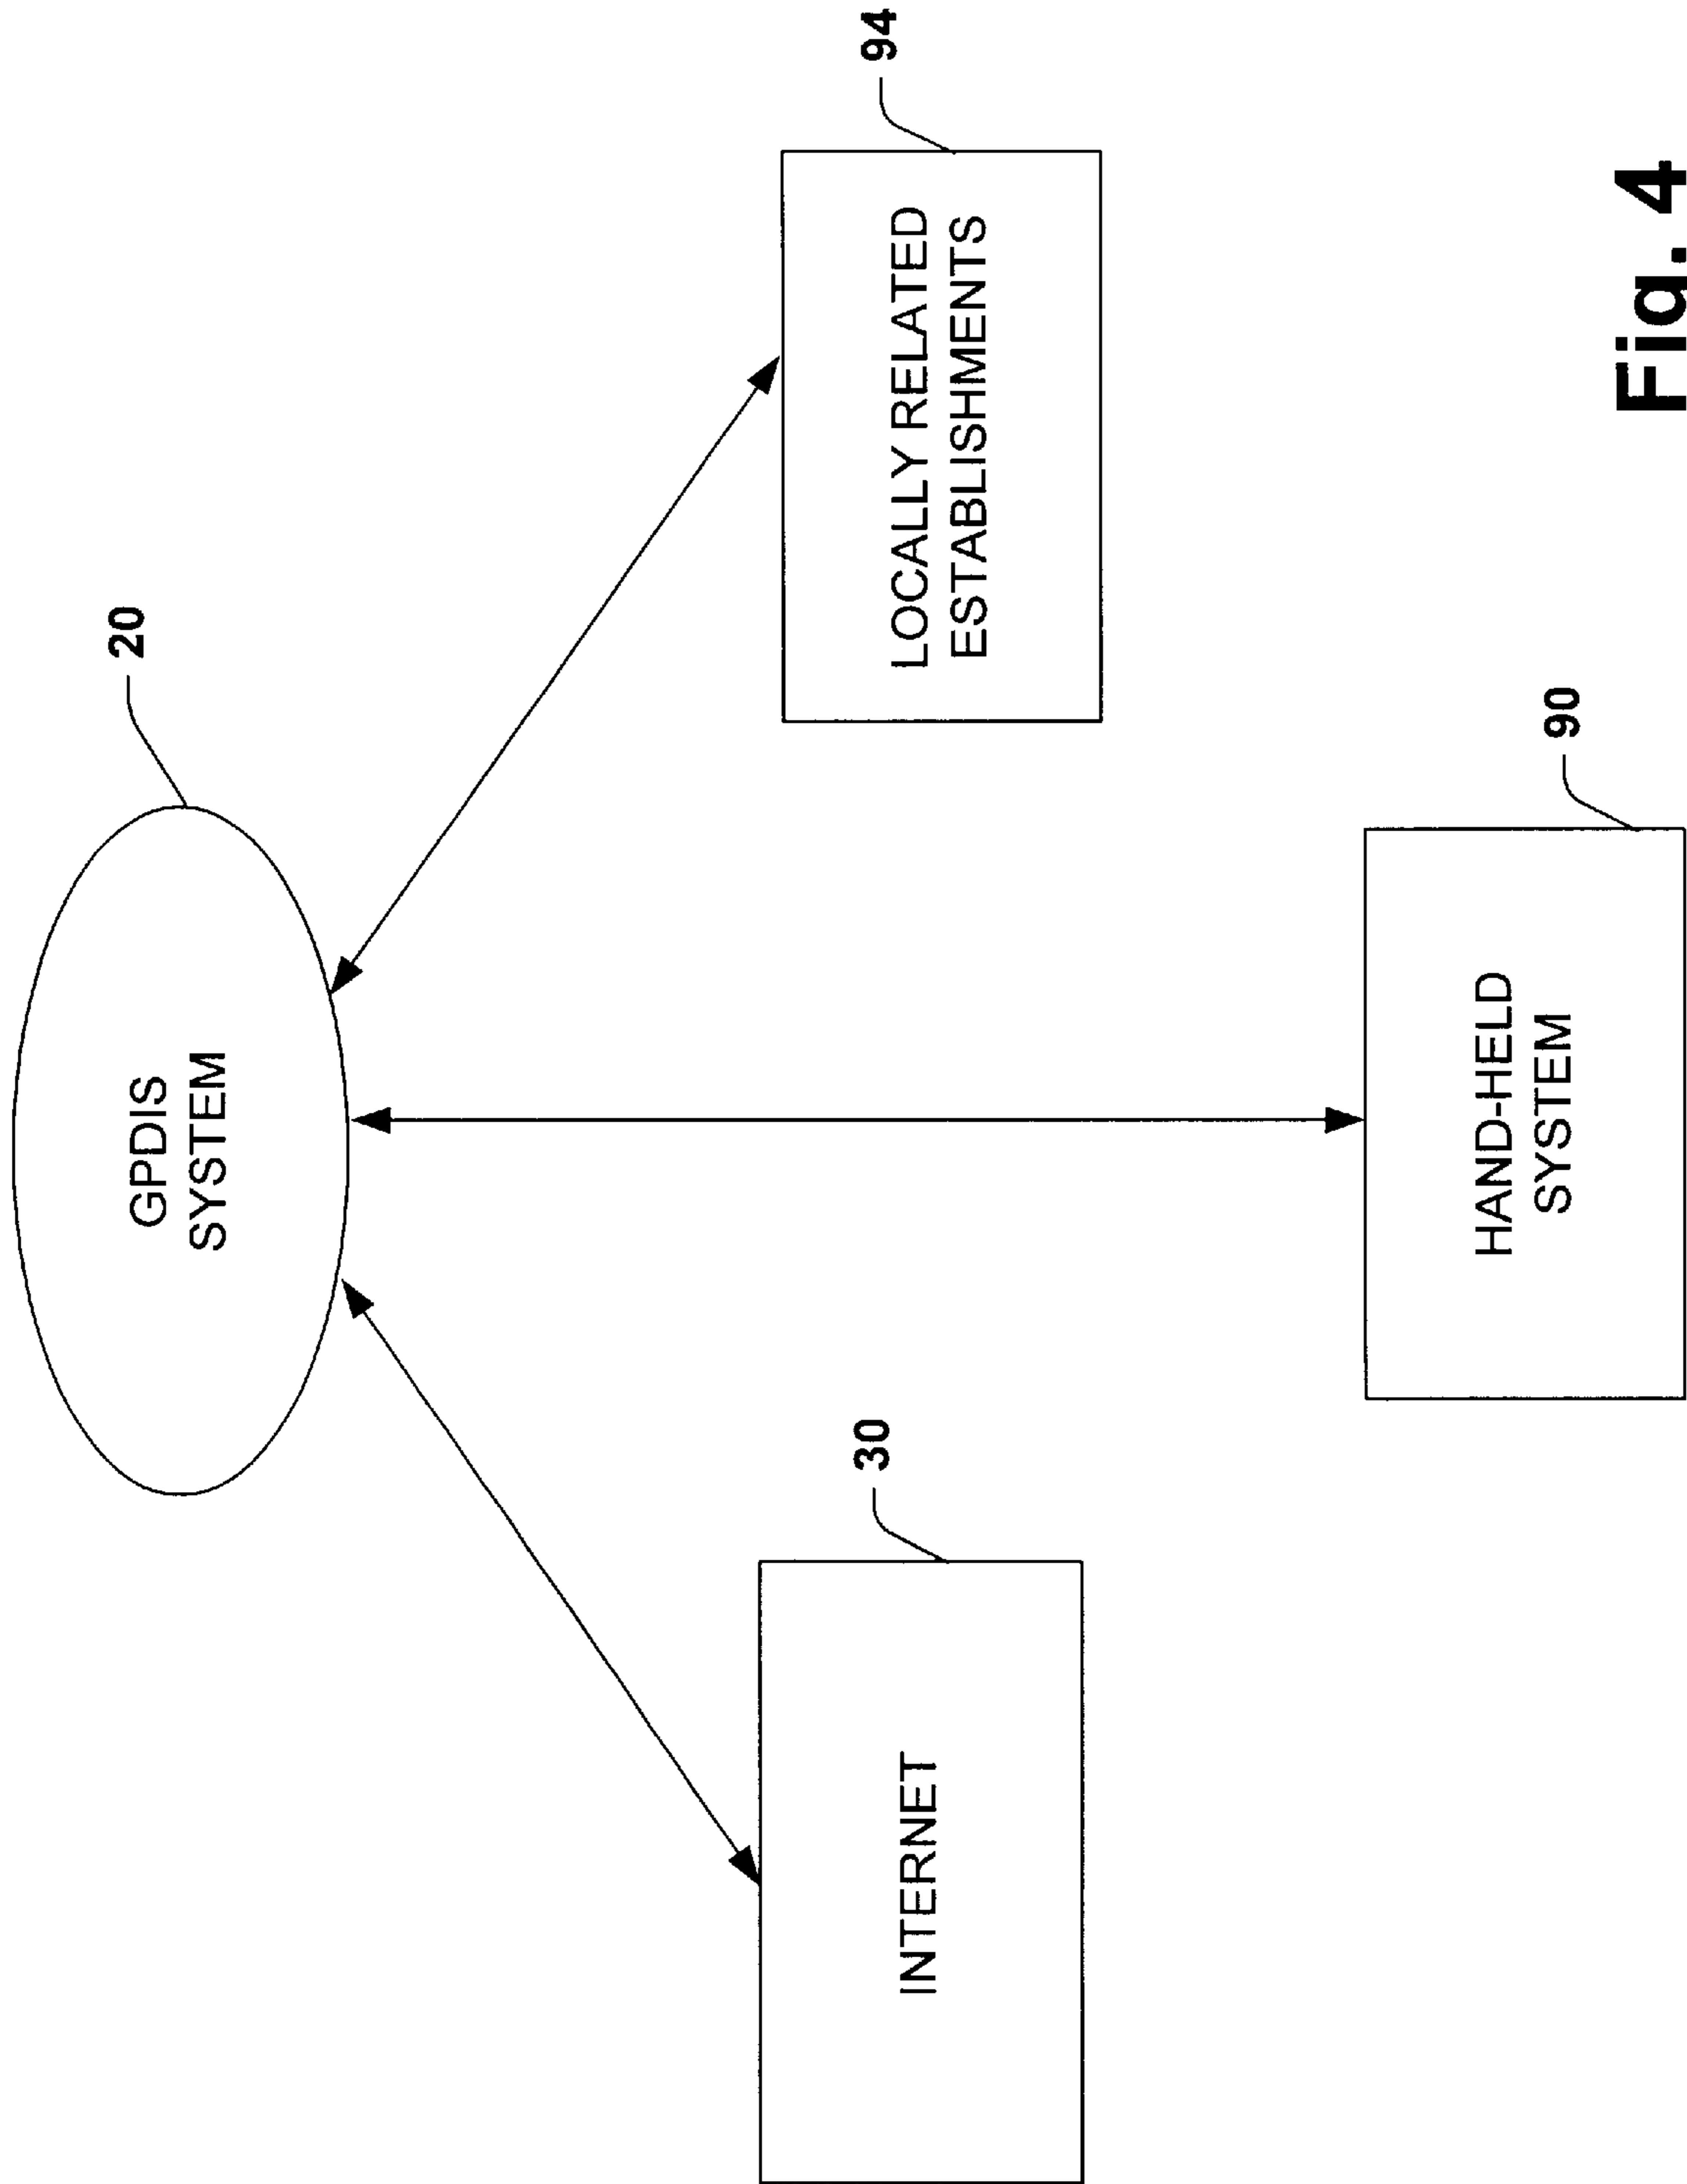 20
GPDIS
SYSTEM
30
INTERNET
94
LOCALLY RELATED
ESTABLISHMENTS
90
HAND-HELD
SYSTEM
Fig. 4